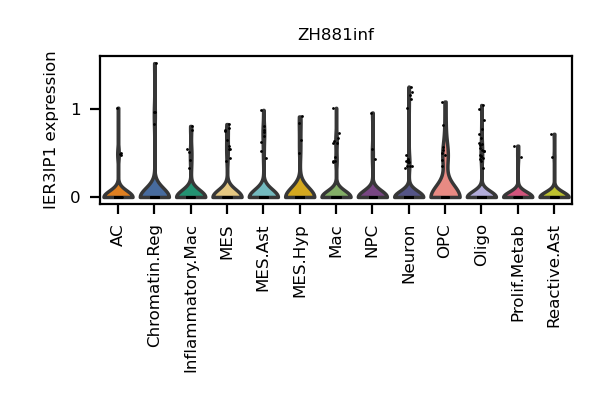 ZH881inf
IER3IP1 expression
1
0
AC
Chromatin.Reg
Inflammatory.Mac
MES
MES.Ast
MES.Hyp
Mac
NPC
Neuron
OPC
Oligo
Prolif.Metab
Reactive.Ast